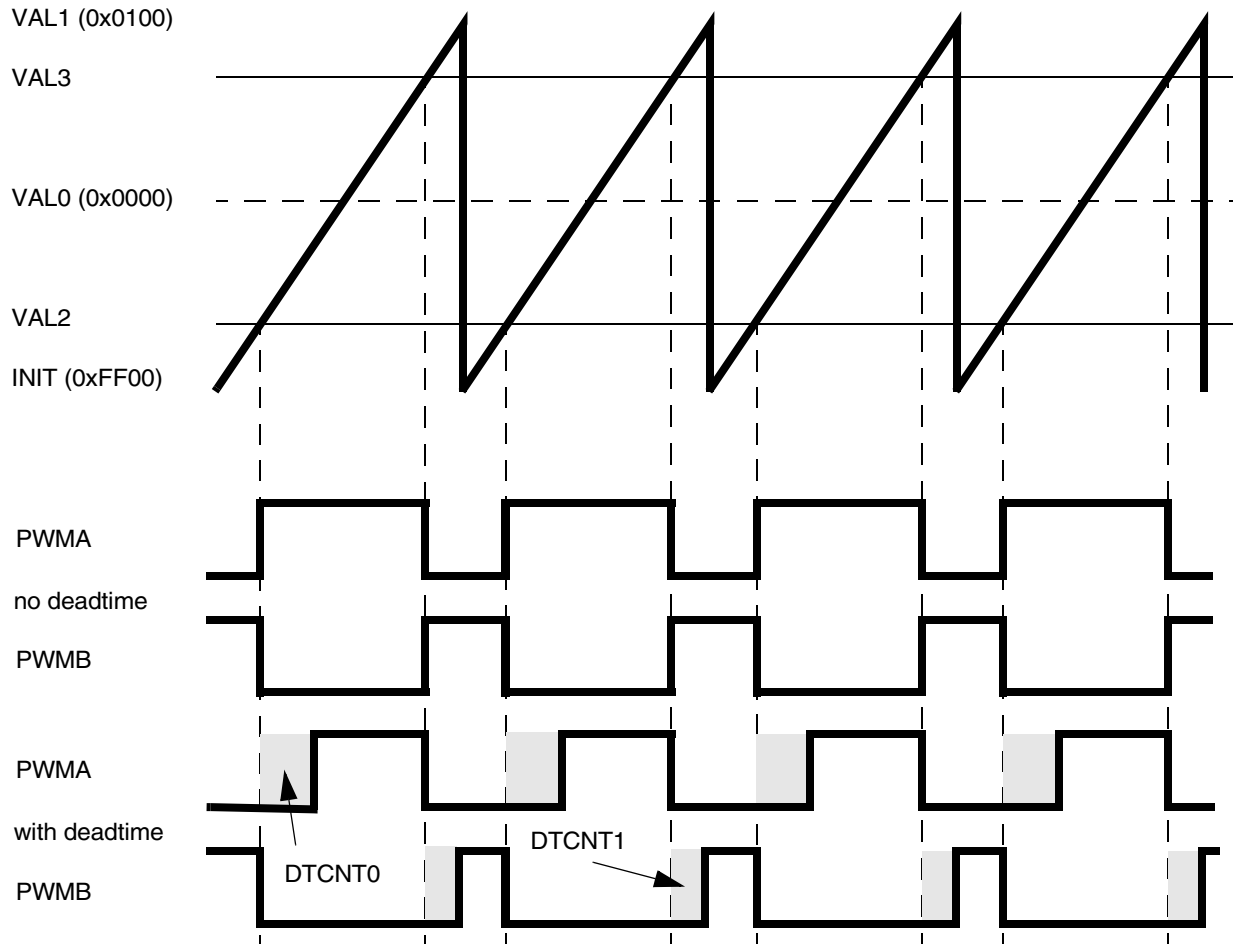 VAL1 (0x0100)
VAL3
VAL0 (0x0000)
VAL2
INIT (0xFF00)
PWMA
no deadtime
PWMB
PWMA
with deadtime
DTCNT1
DTCNT0
PWMB